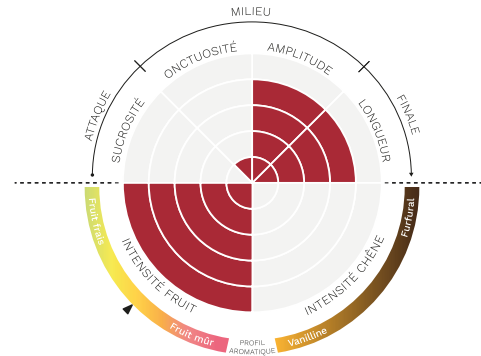 MILIEU
ONCTUOSITÉ
AMPLITUDE
ATTAQUE
FINALE
SUCROSITÉ
LONGUEUR
Fruit frais
Furfural
INTENSITÉ FRUIT
INTENSITÉ CHÊNE
Fruit mûr
Vanilline
PROFIL
AROMATIQUE